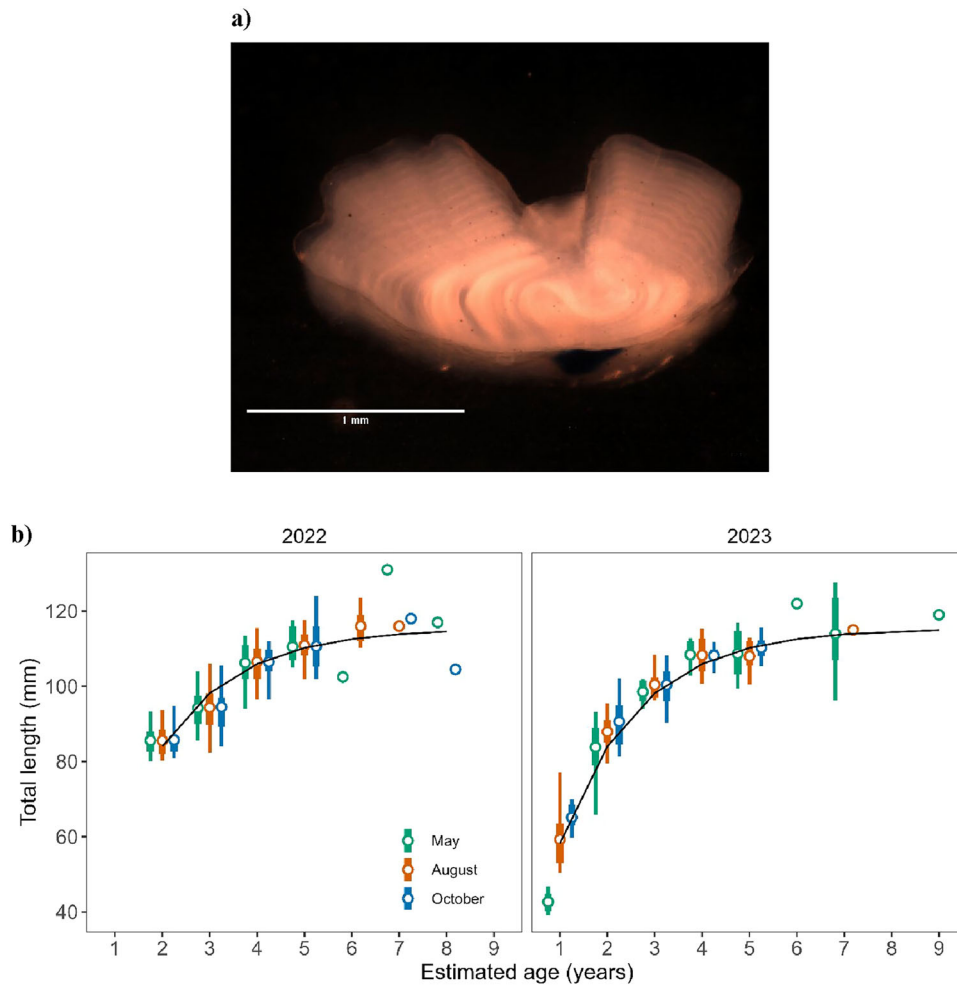 a)
1 mm
b)
2022
2023
Total length (mm)
120
100
80
60
40
May
August
October
1 2 3 4 5 6 7 8 9
1 2 3 4 5 6 7 8 9
Estimated age (years)